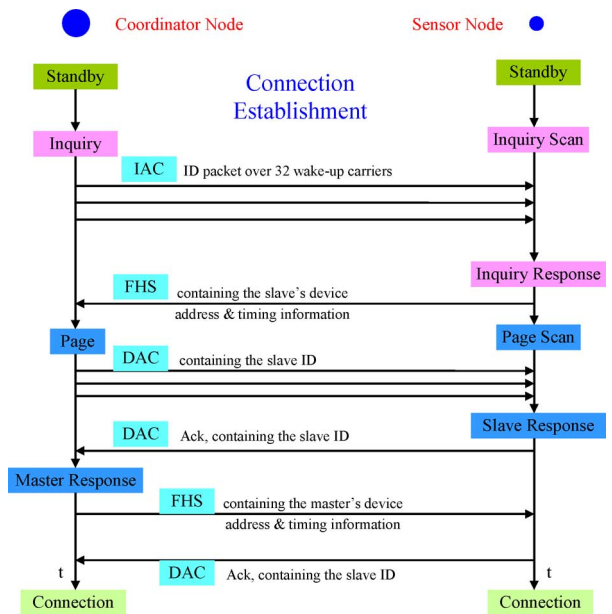 Coordinator Node
Sensor Node
Standby
Standby
Connection
Establishment
Inquiry
Inquiry Scan
IAC
ID packet over 32 wake-up carriers
Inquiry Response
FHS
containing the slave's device
address & timing information
Page
Page Scan
DAC
containing the slave ID
Slave Response
DAC
Ack, containing the slave ID
Master Response
FHS
containing the master's device
address & timing information
t
t
DAC
Ack, containing the slave ID
Connection
Connection